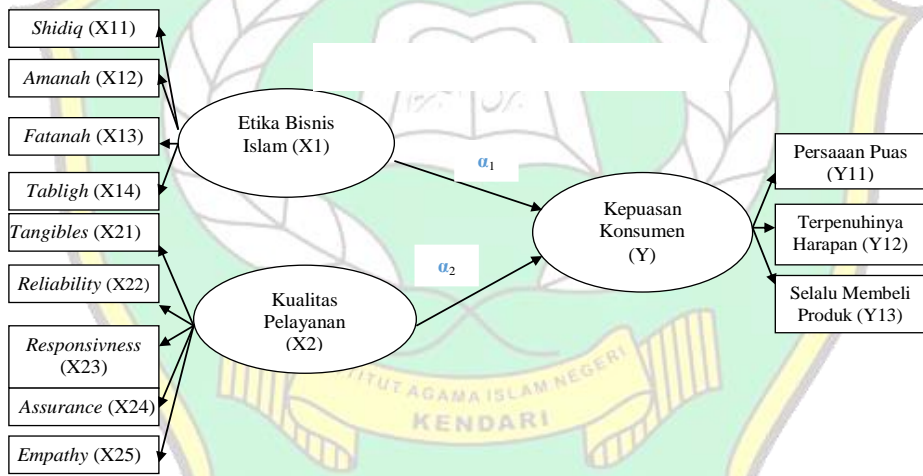 Shidiq (X11)
Amanah (X12)
Fatanah (X13)
Tabligh (X14)
Tangibles (X21)
Reliability (X22)
Responsivness
(X23)
Assurance (X24)
Empathy (X25)
Etika Bisnis
Islam (X1)
Kualitas
Pelayanan
(X2)
α1
α2
Kepuasan
Konsumen
(Y)
Persaaan Puas
(Y11)
Terpenuhinya
Harapan (Y12)
Selalu Membeli
Produk (Y13)
TITUT AGAMA ISLAM NEGERI
KENDARI